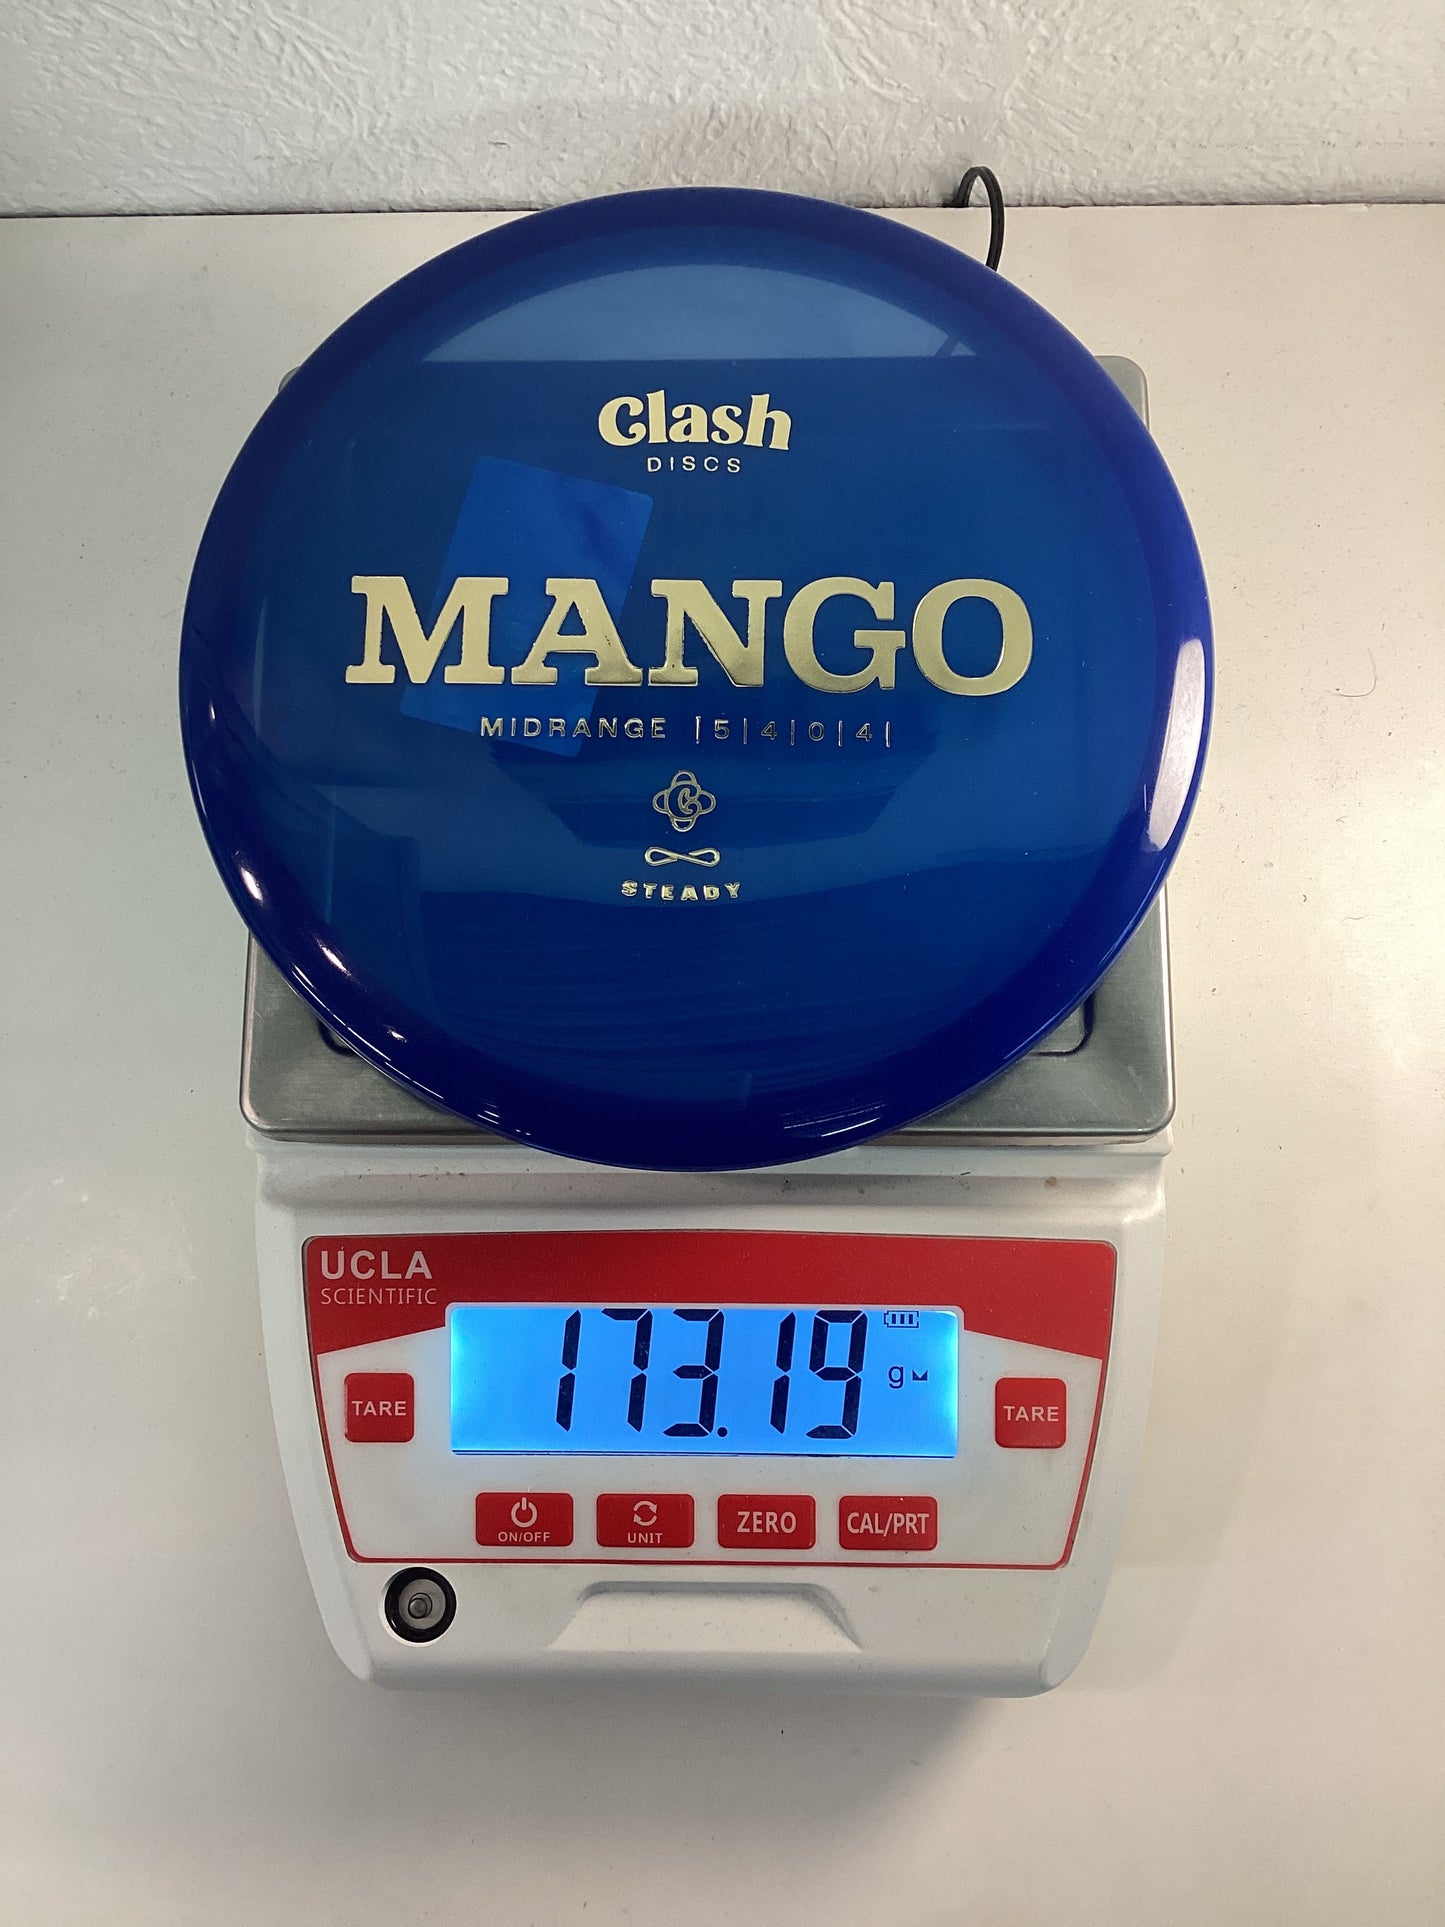 Clash
DISCS
MANGO
MIDRANGE |5|4|0|4|
STEADY
UCLA
SCIENTIFIC
173.19 g
TARE
TARE
ON/OFF
UNIT
ZERO
CAL/PRT